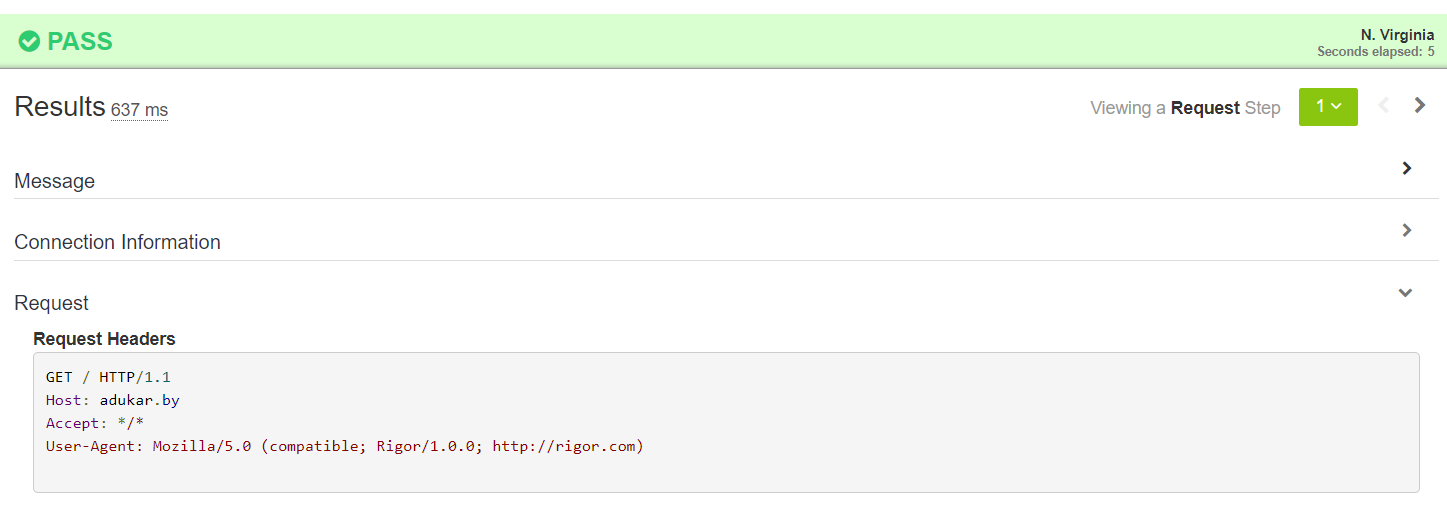 PASS
N. Virginia
Seconds elapsed: 5
Results 637 ms
Viewing a Request Step 1
Message
Connection Information
Request
Request Headers
GET / HTTP/1.1
Host: adukar.by
Accept: */*
User-Agent: Mozilla/5.0 (compatible; Rigor/1.0.0; http://rigor.com)